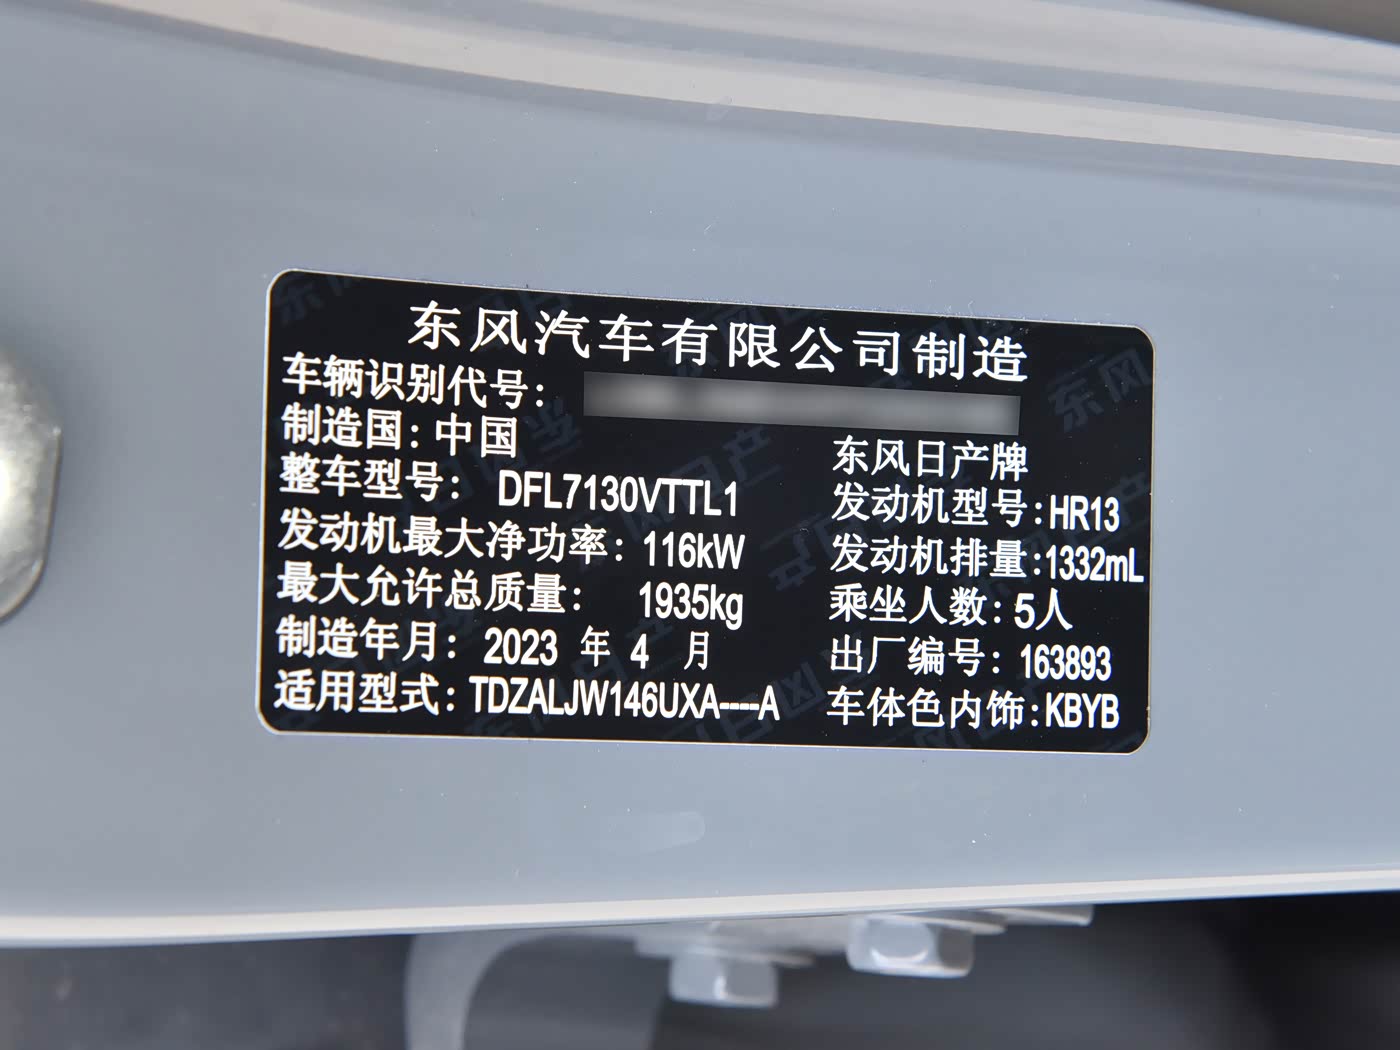 东风汽车有限公司制造
车辆识别代号:
制造国: 中国 东风日产牌
整车型号: DFL7130VTTL1 发动机型号:HR13
发动机最大净功率: 116kW 发动机排量:1332mL
最大允许总质量: 1935kg 乘坐人数: 5人
制造年月: 2023 年 4 月 出厂编号: 163893
适用型式: TDZALJW146UXA----A 车体色内饰:KBYB